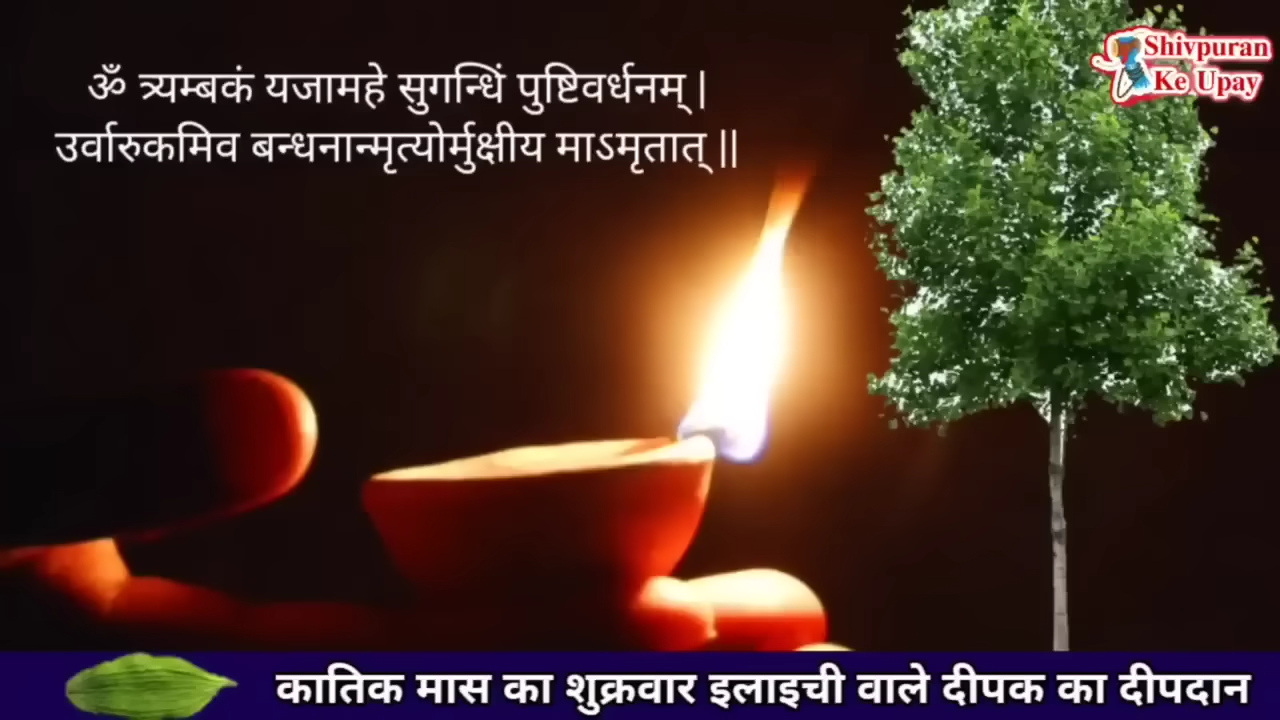 ॐ त्र्यम्बकं यजामहे सुगन्धिं पुष्टिवर्धनम् |
उर्वारुकमिव बन्धनान्मृत्योर्मुक्षीय माऽमृतात् ||
Shivpuran
Ke Upay
कातिक मास का शुक्रवार इलाइची वाले दीपक का दीपदान